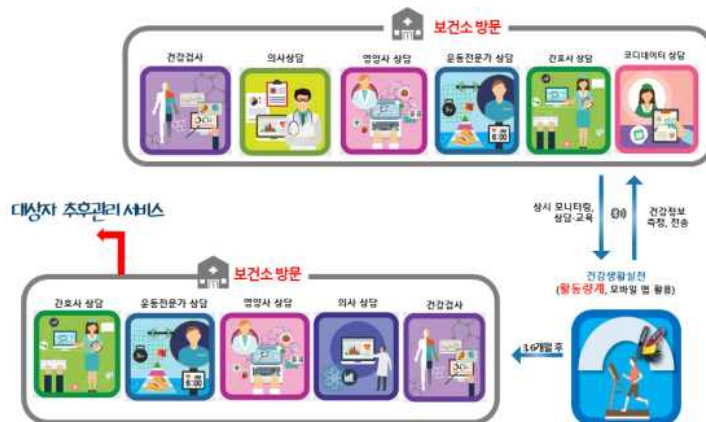 보건소 방문
건강검사
의사상담
영양사 상담
운동전문가 상담
간호사 상담
코디네이터 상담
상시 모니터링,
상담·교육
건강정보
측정, 전송
대상자 추후관리 서비스
건강생활실천
(활동량계, 모바일 앱 활용)
보건소 방문
간호사 상담
운동전문가 상담
영양사 상담
의사 상담
건강검사